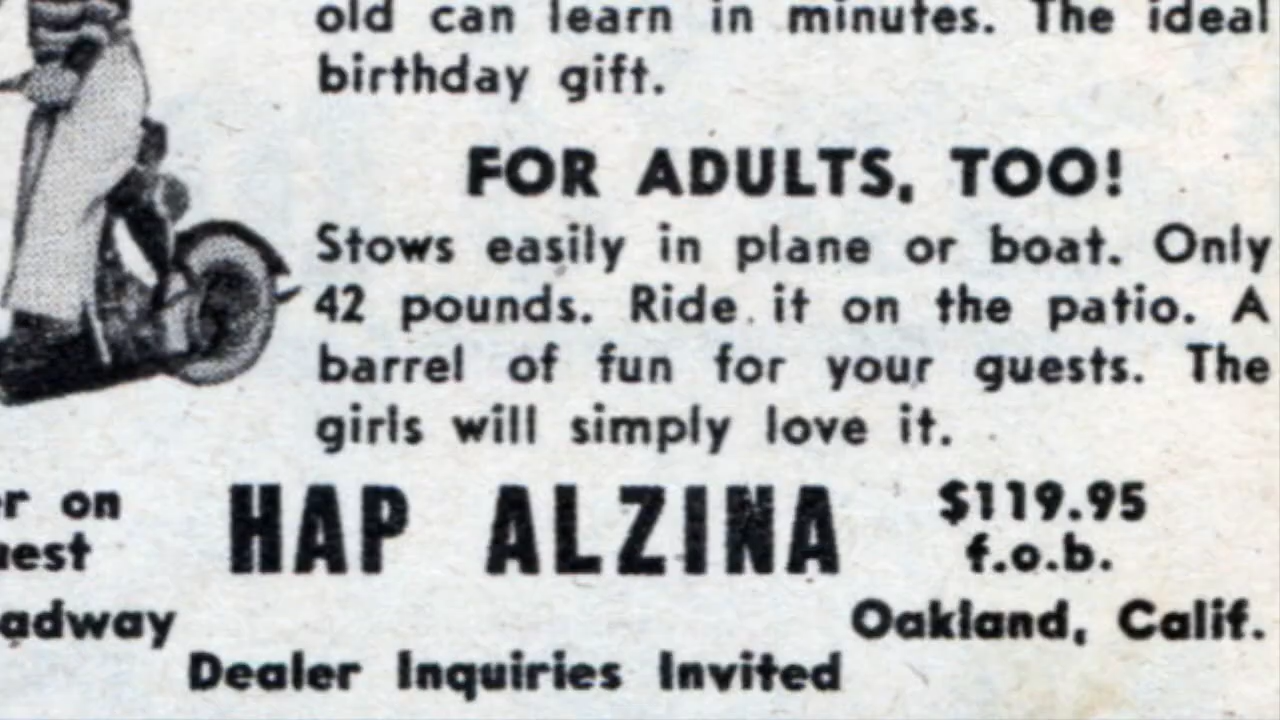 old can learn in minutes. The ideal
birthday gift.
FOR ADULTS, TOO!
Stows easily in plane or boat. Only
42 pounds. Ride it on the patio. A
barrel of fun for your guests. The
girls will simply love it.
on
HAP ALZINA
$119.95
f.o.b.
Oakland, Calif.
Dealer Inquiries Invited